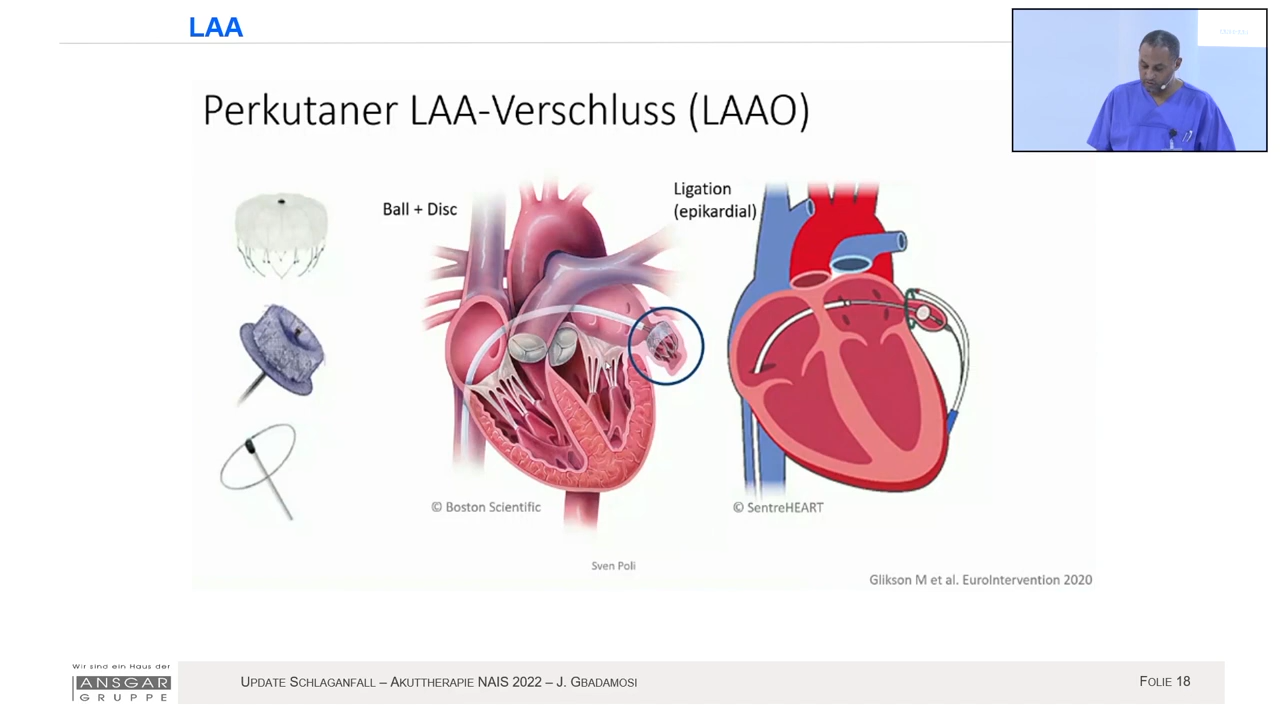 LAA
Perkutaner LAA-Verschluss (LAAO)
Ball + Disc
Ligation
(epikardial)
© Boston Scientific
© SentreHEART
Sven Poli
Glikson M et al. EuroIntervention 2020
Wir sind ein Haus der
ANSGAR
GRUPPE
UPDATE SCHLAGANFALL – AKUTTHERAPIE NAIS 2022 – J. GBADAMOSI
FOLIE 18